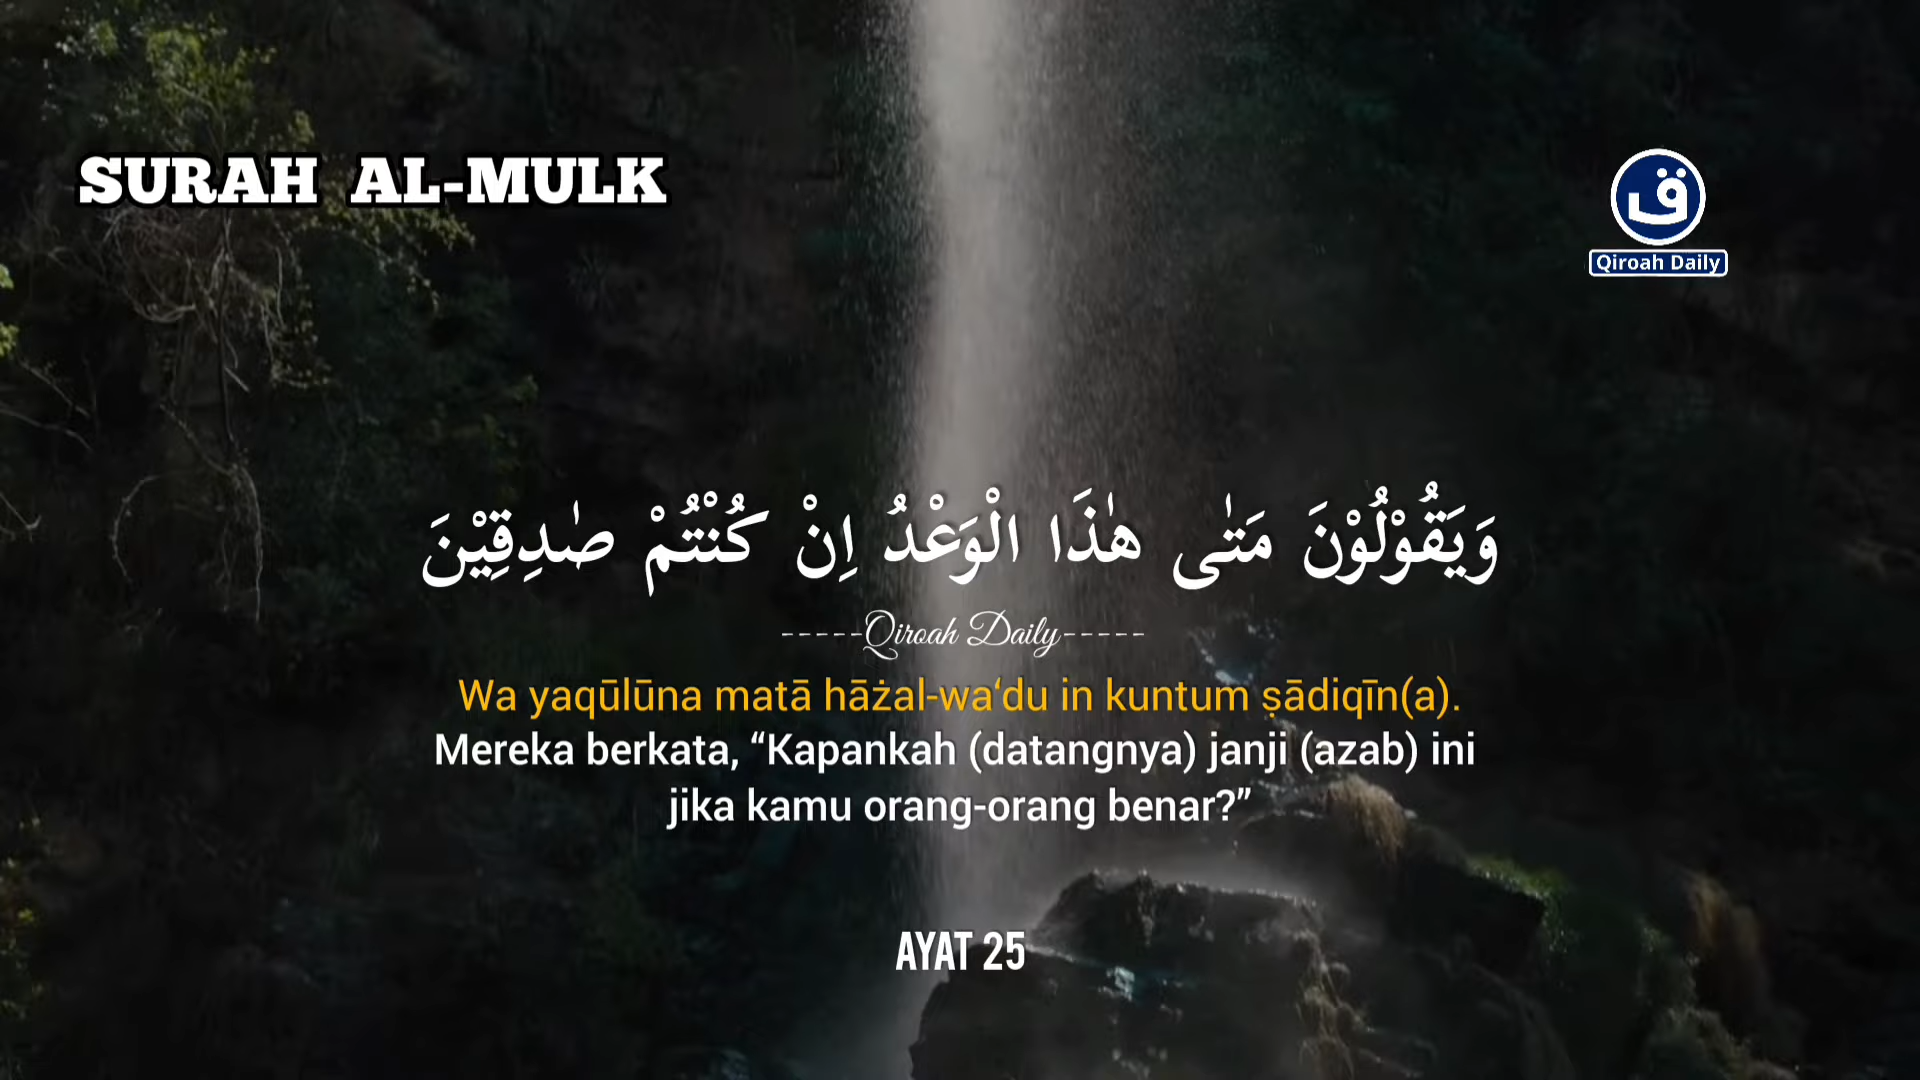 SURAH AL-MULK
ق
Qiroah Daily
وَيَقُوْلُوْنَ مَتٰى هٰذَا الْوَعْدُ اِنْ كُنْتُمْ صٰدِقِيْنَ
-----Qiroah Daily-----
Wa yaqūlūna matā hāżal-wa‘du in kuntum ṣādiqīn(a).
Mereka berkata, “Kapankah (datangnya) janji (azab) ini
jika kamu orang-orang benar?”
AYAT 25